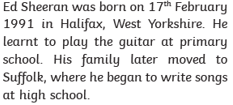 Ed Sheeran was born on 17th February
1991 in Halifax, West Yorkshire. He
learnt to play the guitar at primary
school. His family later moved to
Suffolk, where he began to write songs
at high school.